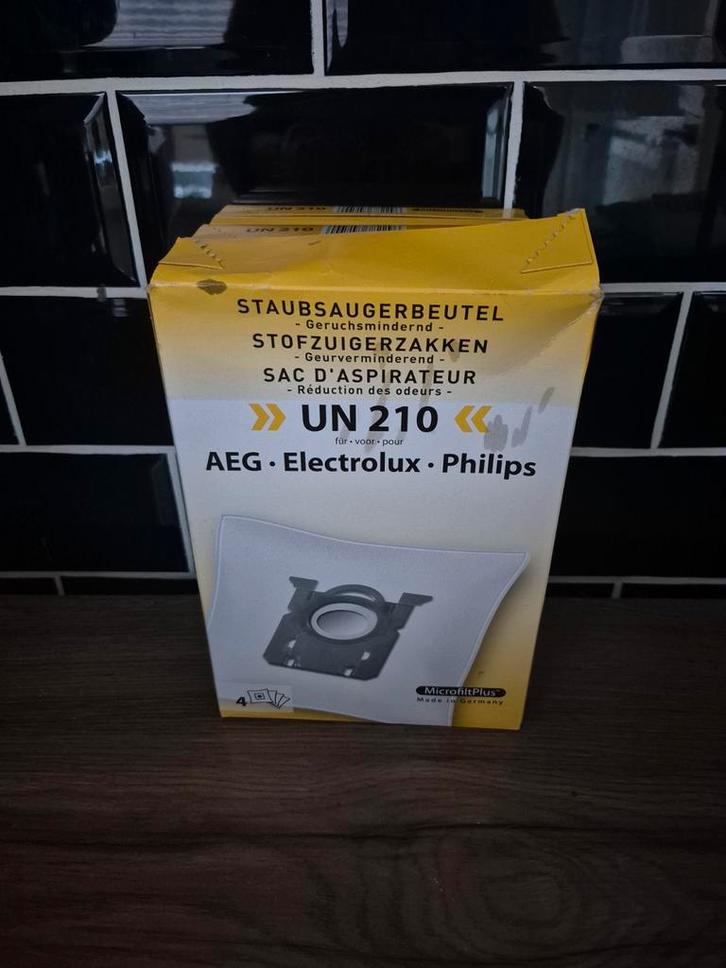 UN 210
UN 210
STAUBSAUGERBEUTEL
- Geruchsmindernd -
STOFZUIGERZAKKEN
- Geurverminderend -
SAC D'ASPIRATEUR
- Réduction des odeurs -
UN 210
für • voor • pour
AEG • Electrolux • Philips
4
MicrofiltPlus™
Made in Germany